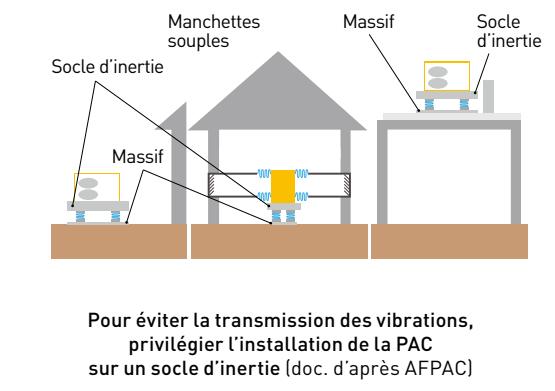 Manchettes
souples
Massif
Socle
d'inertie
Socle d'inertie
Massif
Pour éviter la transmission des vibrations,
privilégier l'installation de la PAC
sur un socle d'inertie (doc. d'après AFPAC)